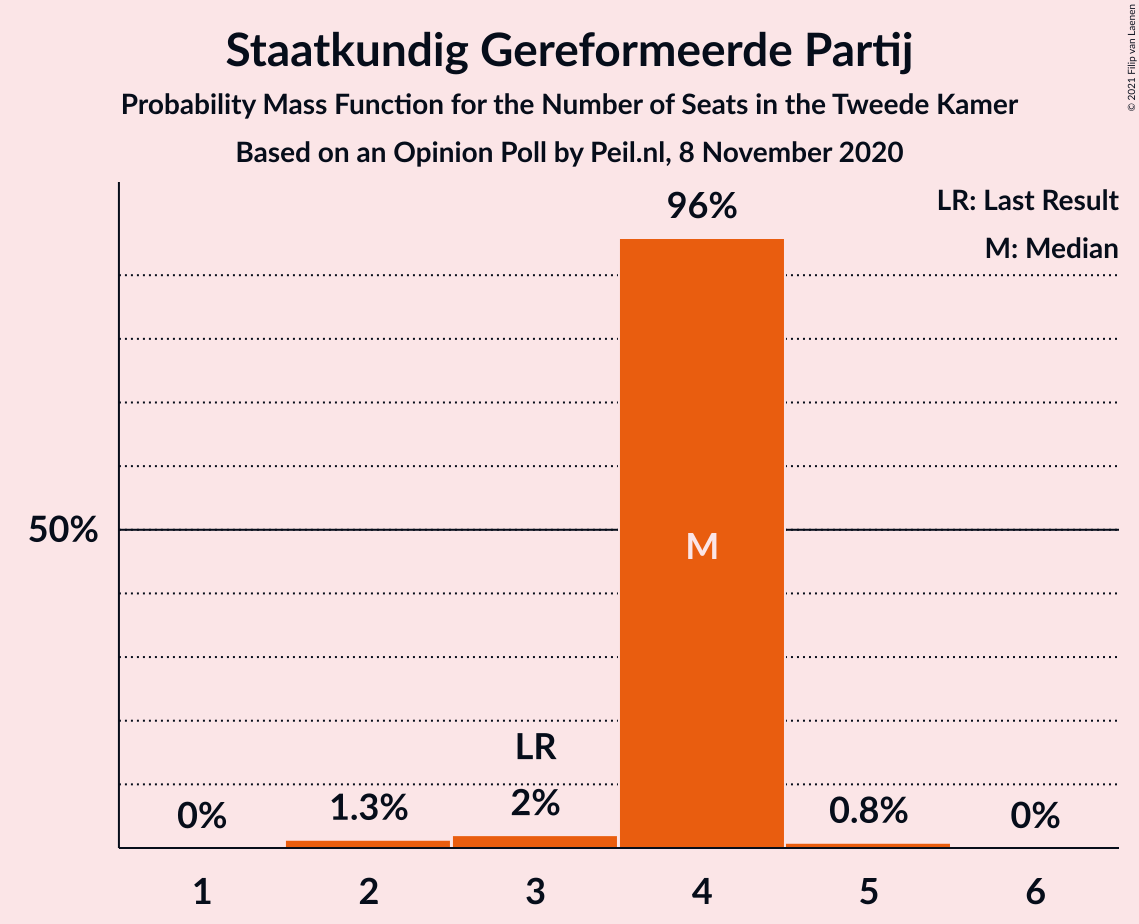 Staatkundig Gereformeerde Partij
Probability Mass Function for the Number of Seats in the Tweede Kamer
Based on an Opinion Poll by Peil.nl, 8 November 2020
© 2021 Filip van Laenen
LR: Last Result
M: Median
96%
50%
M
LR
0%
1.3%
2%
0.8%
0%
1
2
3
4
5
6